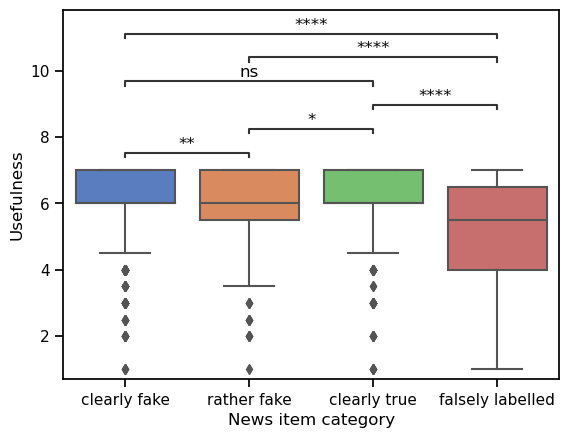 ****
****
ns
****
*
**
10
8
6
4
2
Usefulness
clearly fake rather fake clearly true falsely labelled
News item category